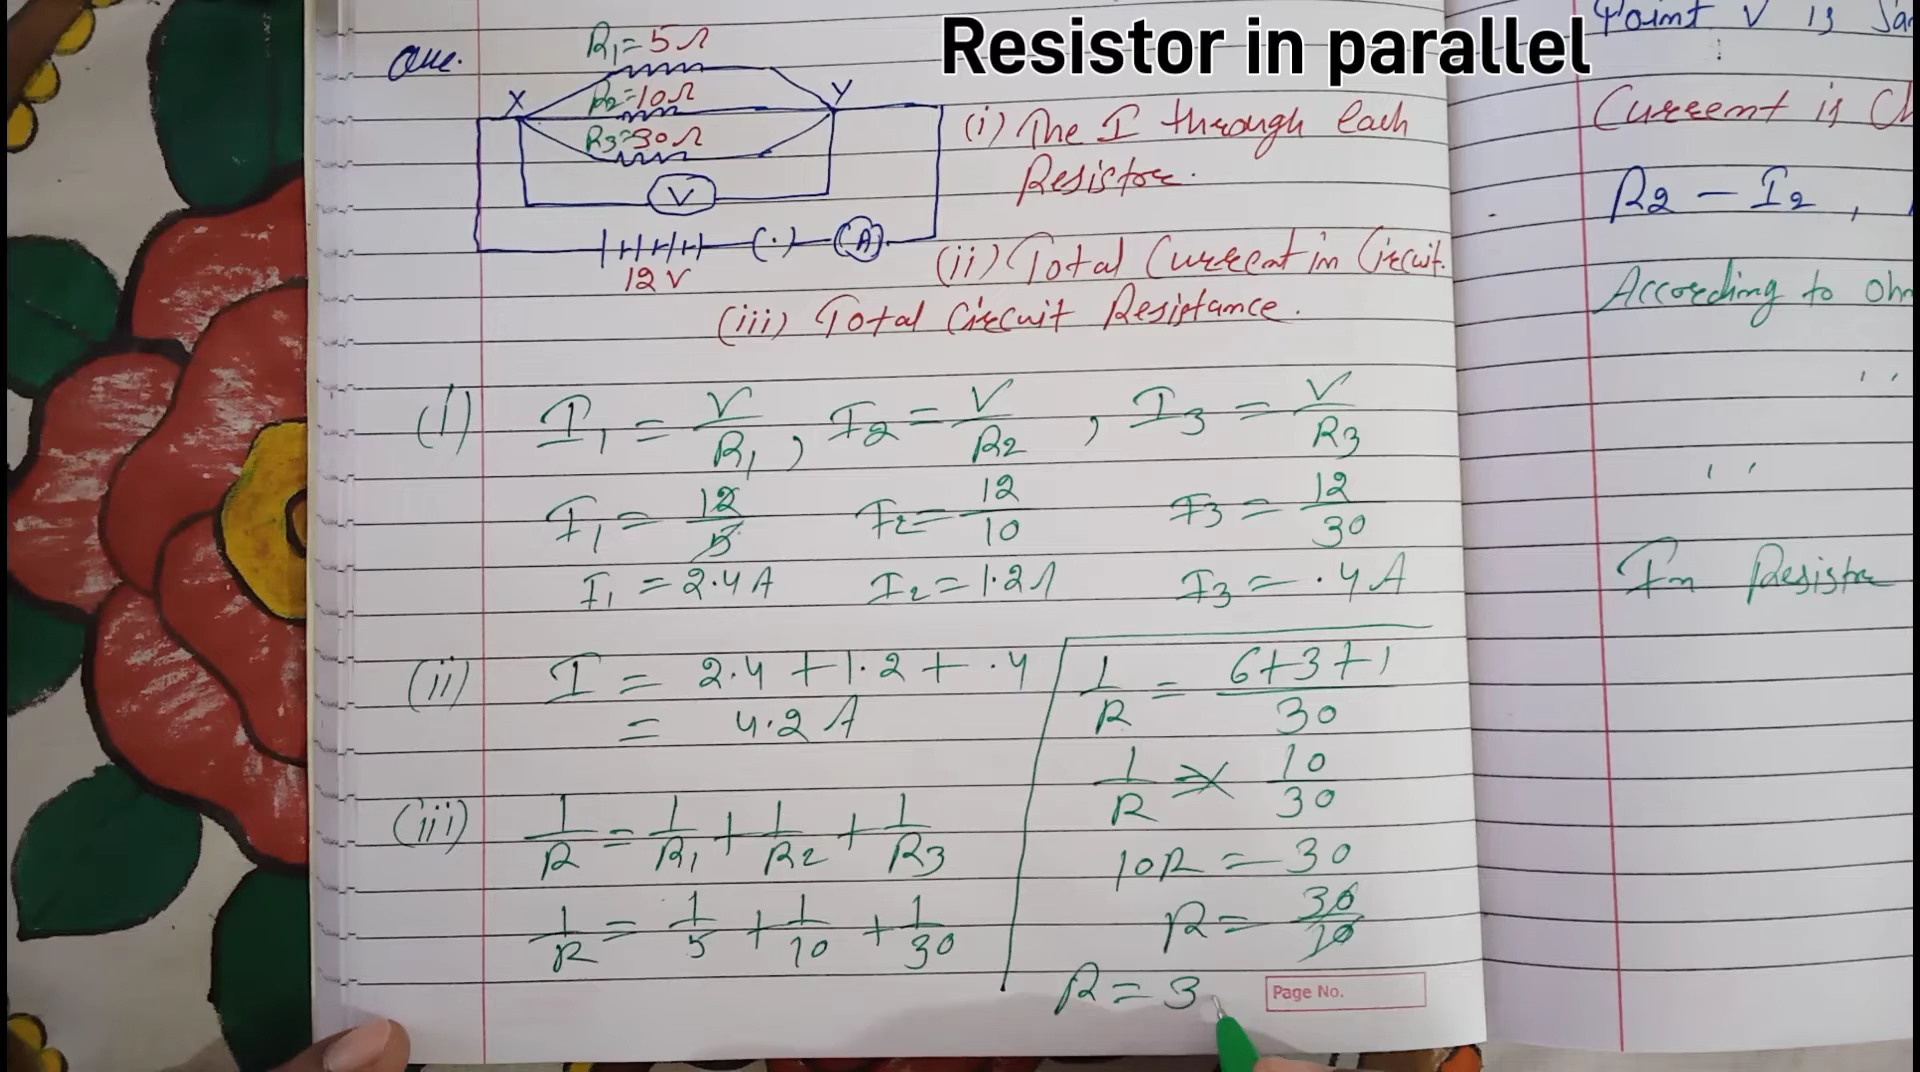 Resistor in parallel
Que.
R₁=5Ω
X
R₂=10Ω
Y
R₃=30Ω
V
(A)
12 V
(i) The I through each
Resistor.
(ii) Total Current in Circuit.
(iii) Total Circuit Resistance.
(i) I₁ = V/R₁, I₂ = V/R₂, I₃ = V/R₃
I₁ = 12/5 I₂ = 12/10 I₃ = 12/30
I₁ = 2.4 A I₂ = 1.2 A I₃ = .4 A
(ii) I = 2.4 + 1.2 + .4
= 4.2 A
(iii) 1/R = 1/R₁ + 1/R₂ + 1/R₃
1/R = 1/5 + 1/10 + 1/30
1/R = 6+3+1/30
1/R = 10/30
10R = 30
R = 30/10
R = 3
Page No.
Point V is
Current is
R₂ – I₂ ,
According to Ohm
In Resistor